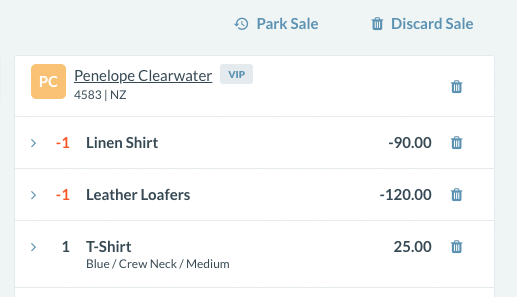 Park Sale Discard Sale
PC Penelope Clearwater VIP
4583 | NZ
-1 Linen Shirt -90.00
-1 Leather Loafers -120.00
1 T-Shirt 25.00
Blue / Crew Neck / Medium